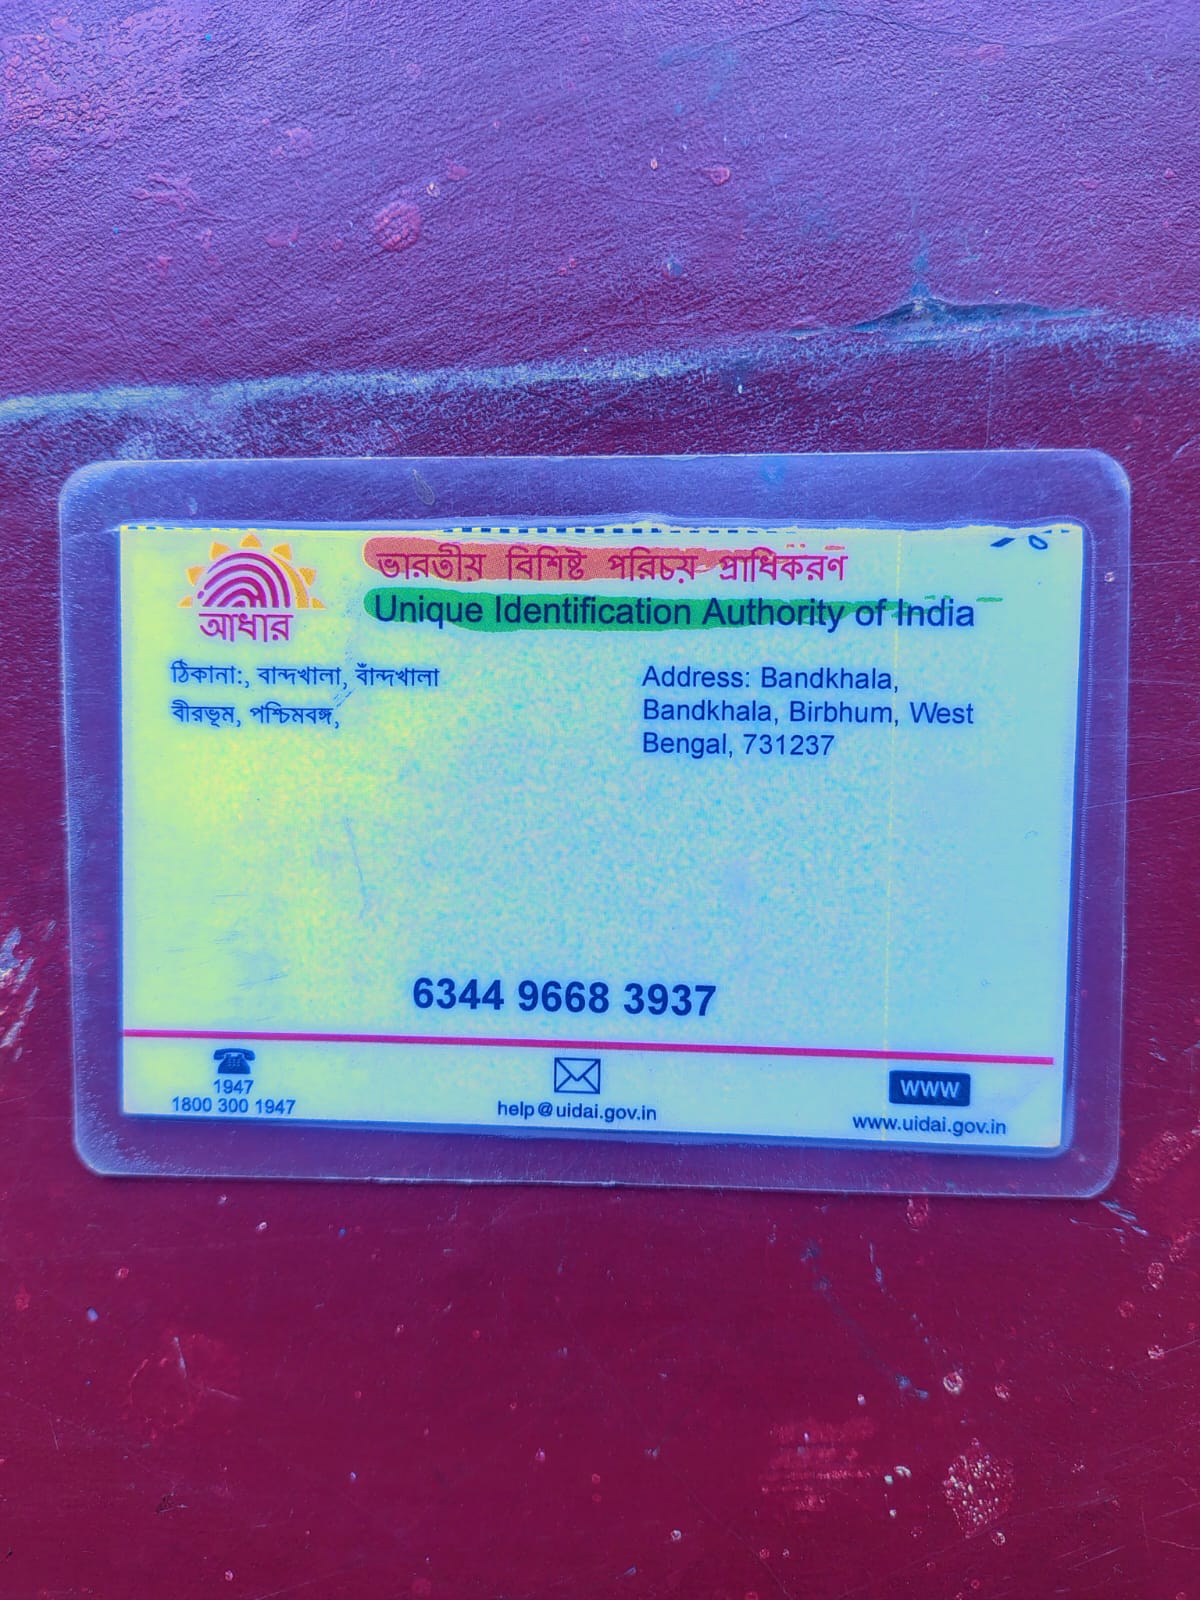 ভারতীয় বিশিষ্ট পরিচয় প্রাধিকরণ
Unique Identification Authority of India
আধার
ঠিকানা:, বান্দখালা, বাঁন্দখালা
বীরভূম, পশ্চিমবঙ্গ,
Address: Bandkhala,
Bandkhala, Birbhum, West
Bengal, 731237
6344 9668 3937
1947
1800 300 1947
help@uidai.gov.in
WWW
www.uidai.gov.in